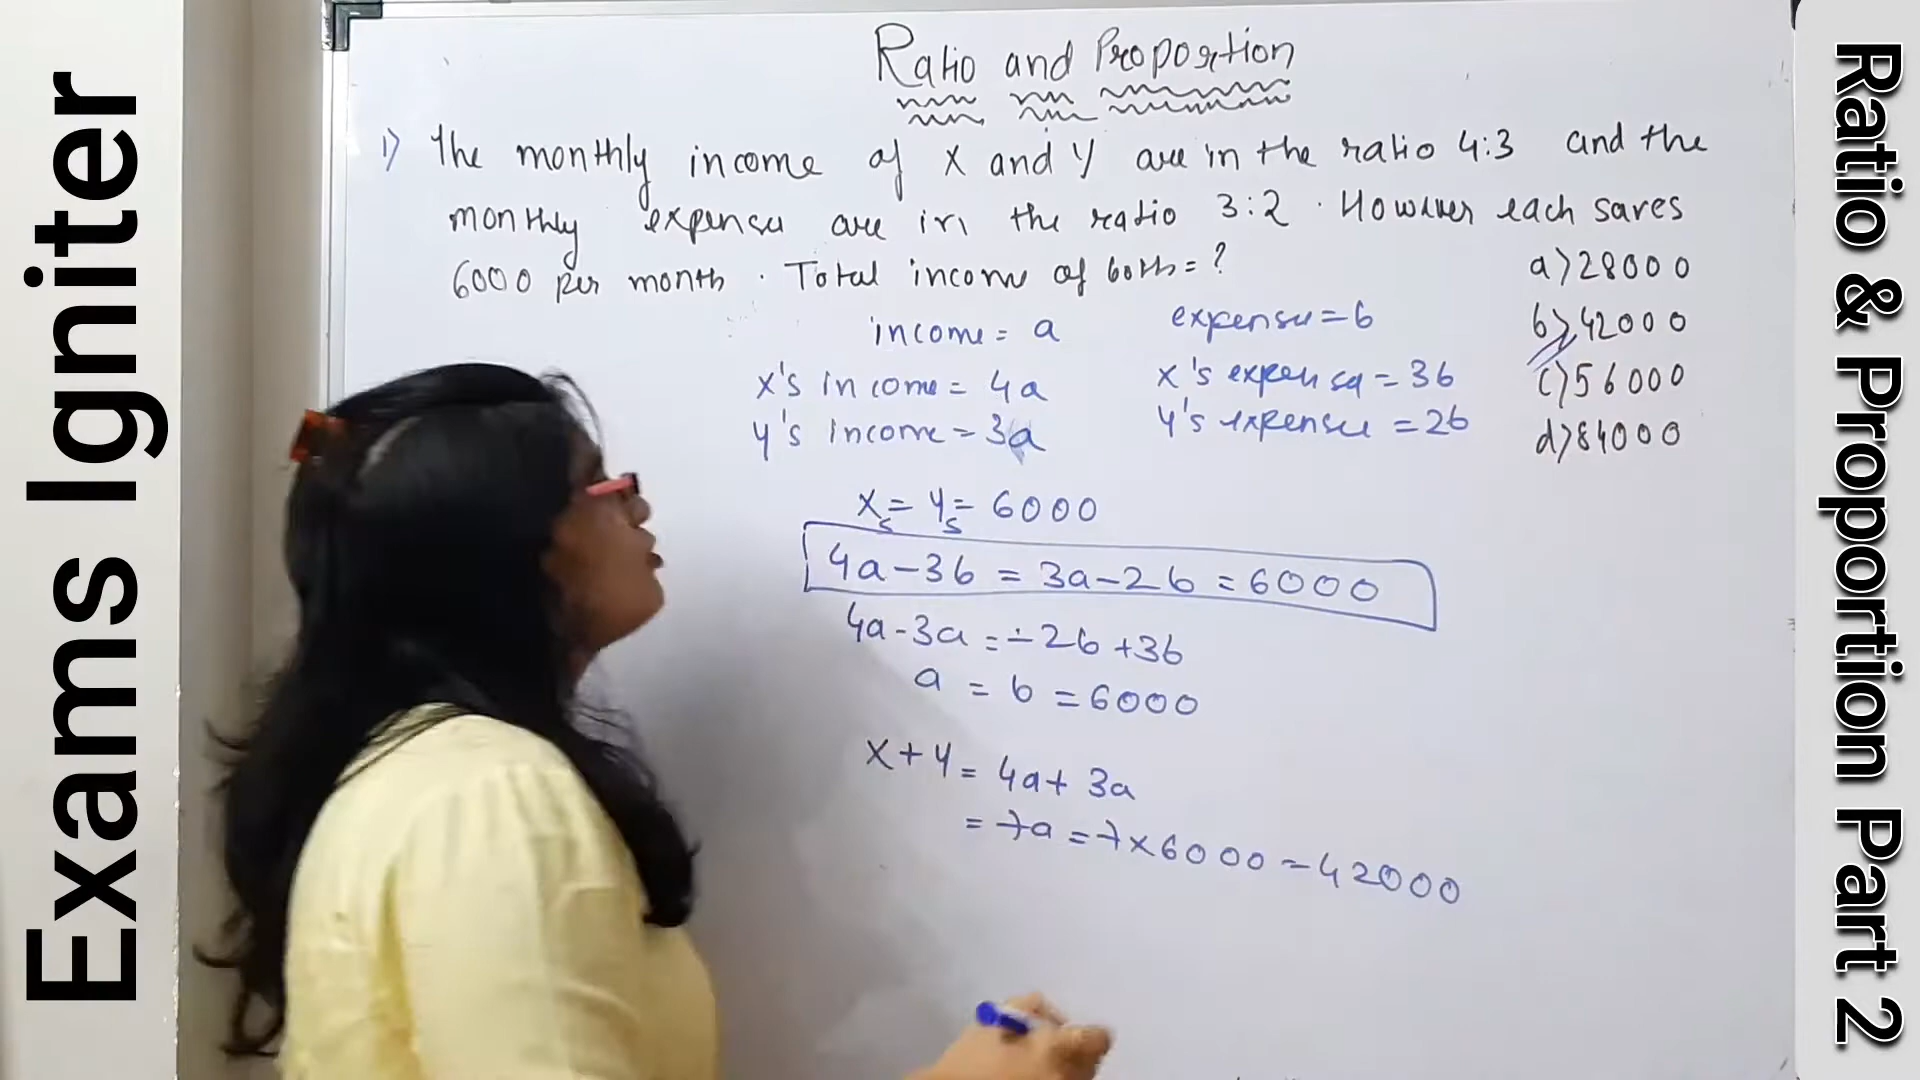 Exams Igniter
Ratio and Proportion
1) The monthly income of X and Y are in the ratio 4:3 and the
monthly expense are in the ratio 3:2 . However each saves
6000 per month . Total income of both = ?
a) 28000
b) 42000
c) 56000
d) 84000
income = a
expense = b
x's income = 4a
x's expense = 3b
y's income = 3a
y's expense = 2b
Xs = Ys = 6000
4a - 3b = 3a - 2b = 6000
4a - 3a = - 2b + 3b
a = b = 6000
X + Y = 4a + 3a
= 7a = 7 x 6000 = 42000
Ratio & Proportion Part 2